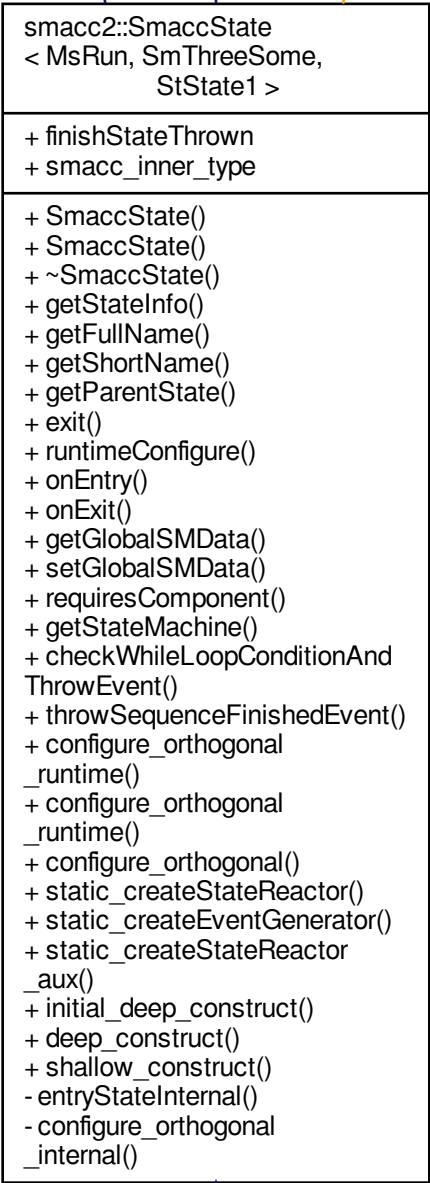 smacc2::SmaccState
< MsRun, SmThreeSome,
StState1 >
+ finishStateThrown
+ smacc_inner_type
+ SmaccState()
+ SmaccState()
+ ~SmaccState()
+ getStateInfo()
+ getFullName()
+ getShortName()
+ getParentState()
+ exit()
+ runtimeConfigure()
+ onEntry()
+ onExit()
+ getGlobalSMData()
+ setGlobalSMData()
+ requiresComponent()
+ getStateMachine()
+ checkWhileLoopConditionAnd
ThrowEvent()
+ throwSequenceFinishedEvent()
+ configure_orthogonal
_runtime()
+ configure_orthogonal
_runtime()
+ configure_orthogonal()
+ static_createStateReactor()
+ static_createEventGenerator()
+ static_createStateReactor
_aux()
+ initial_deep_construct()
+ deep_construct()
+ shallow_construct()
- entryStateInternal()
- configure_orthogonal
_internal()